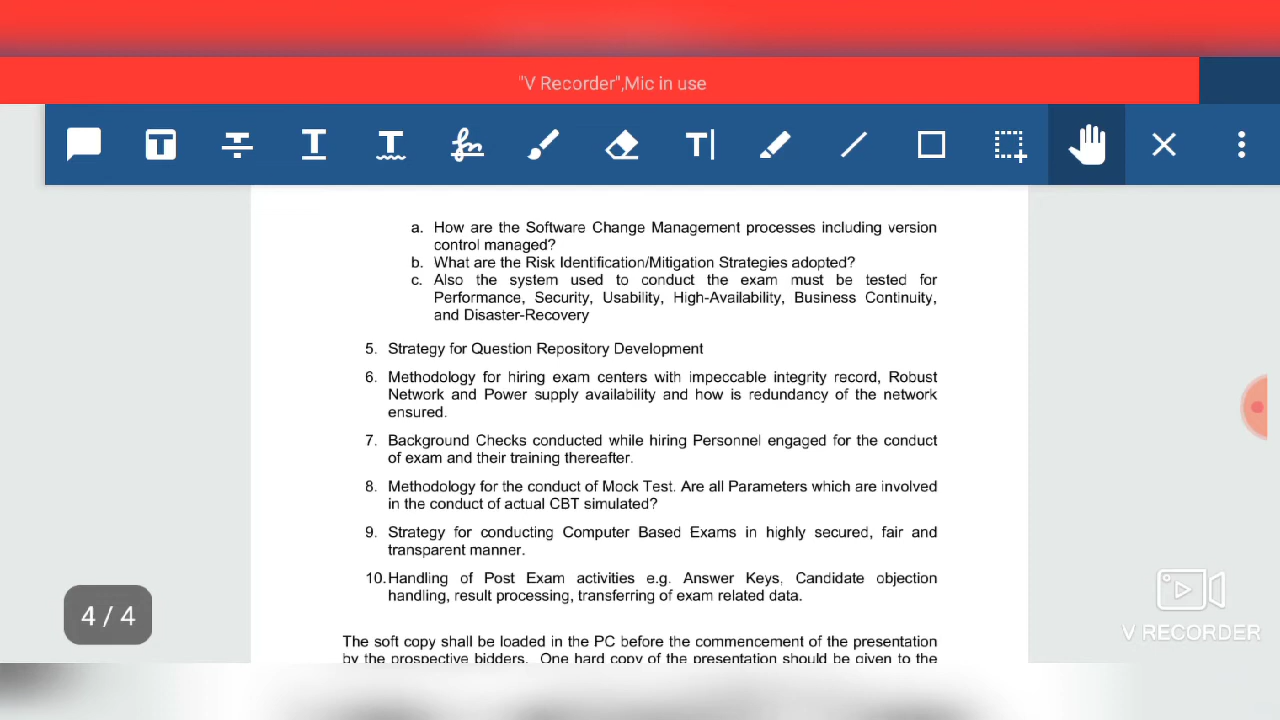 "V Recorder",Mic in use
a. How are the Software Change Management processes including version
control managed?
b. What are the Risk Identification/Mitigation Strategies adopted?
c. Also the system used to conduct the exam must be tested for
Performance, Security, Usability, High-Availability, Business Continuity,
and Disaster-Recovery
5. Strategy for Question Repository Development
6. Methodology for hiring exam centers with impeccable integrity record, Robust
Network and Power supply availability and how is redundancy of the network
ensured.
7. Background Checks conducted while hiring Personnel engaged for the conduct
of exam and their training thereafter.
8. Methodology for the conduct of Mock Test. Are all Parameters which are involved
in the conduct of actual CBT simulated?
9. Strategy for conducting Computer Based Exams in highly secured, fair and
transparent manner.
10.Handling of Post Exam activities e.g. Answer Keys, Candidate objection
handling, result processing, transferring of exam related data.
4 / 4
V RECORDER
The soft copy shall be loaded in the PC before the commencement of the presentation
by the prospective bidders. One hard copy of the presentation should be given to the